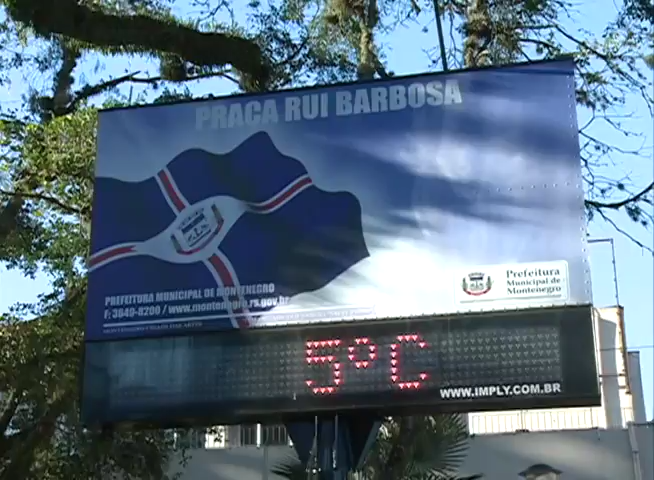 PRAÇA RUI BARBOSA
PREFEITURA MUNICIPAL DE MONTENEGRO
F: 3649-8200 / www.montenegro.rs.gov.br
Prefeitura
Municipal de
Montenegro
5°C
WWW.IMPLY.COM.BR